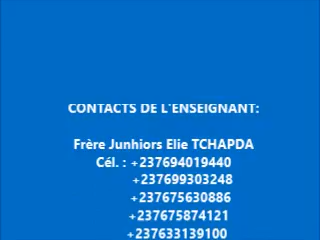 CONTACTS DE L'ENSEIGNANT:
Frère Junhiors Elie TCHAPDA
Cél. : +237694019440
+237699303248
+237675630886
+237675874121
+237633139100